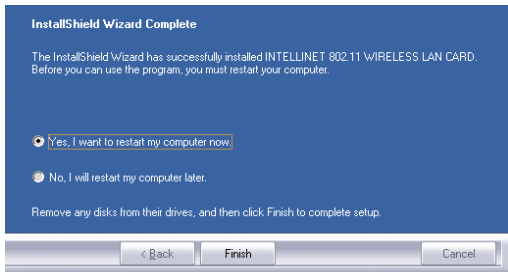 InstallShield Wizard Complete
The InstallShield Wizard has successfully installed INTELLINET 802.11 WIRELESS LAN CARD.
Before you can use the program, you must restart your computer.
Yes, I want to restart my computer now.
No, I will restart my computer later.
Remove any disks from their drives, and then click Finish to complete setup.
< Back Finish Cancel